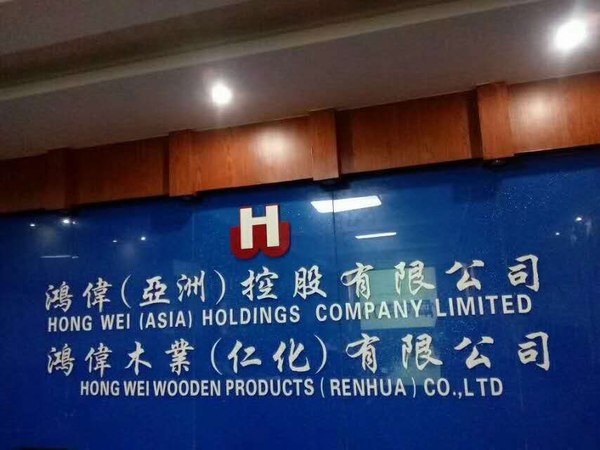 H
鴻偉(亞洲)控股有限公司
HONG WEI (ASIA) HOLDINGS COMPANY LIMITED
鴻偉木業(仁化)有限公司
HONG WEI WOODEN PRODUCTS ( RENHUA ) CO.,LTD